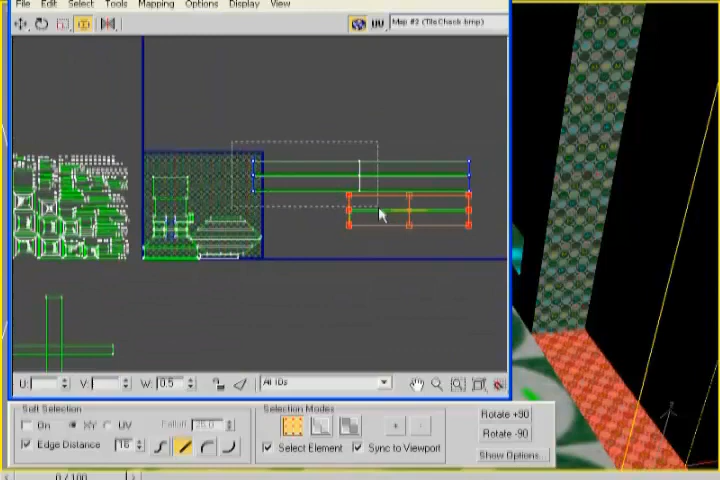 File Edit Select Tools Mapping Options Display View
UV Map #2 (TileCheck.bmp)
U: V: W: 0.5 All IDs
Soft Selection Selection Modes
On XY UV Falloff: 25.0
Edge Distance 16
Select Element Sync to Viewport
Rotate +90
Rotate -90
Show Options...
0 / 100